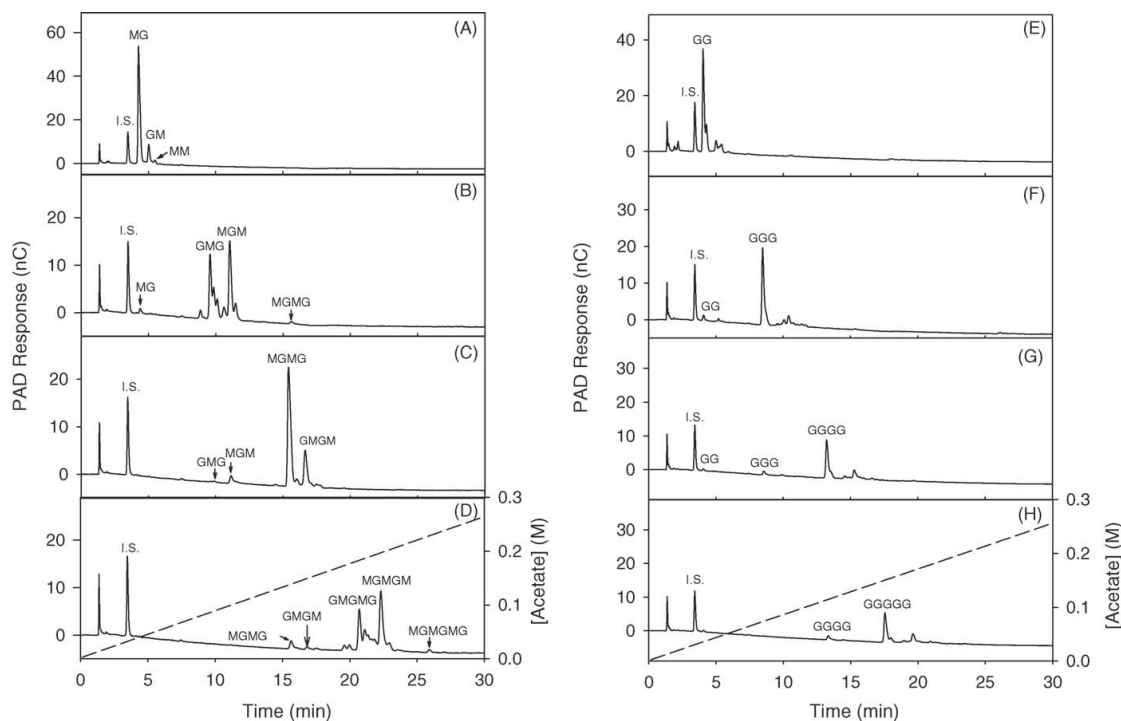 (A)
60
40
20
0
MG
I.S.
GM
MM
(B)
20
10
0
I.S.
MG
GMG
MGM
MGMG
PAD Response (nC)
(C)
20
10
0
I.S.
GMG
MGM
MGMG
GMGM
(D)
20
10
0
I.S.
MGMG
GMGM
GMGMG
MGMGM
MGMGMG
0.3
0.2
0.1
0.0
[Acetate] (M)
0 5 10 15 20 25 30
Time (min)
(E)
40
20
0
I.S.
GG
(F)
30
20
10
0
I.S.
GG
GGG
PAD Response (nC)
(G)
30
20
10
0
I.S.
GG
GGG
GGGG
(H)
30
20
10
0
I.S.
GGGG
GGGGG
0.3
0.2
0.1
0.0
[Acetate] (M)
0 5 10 15 20 25 30
Time (min)